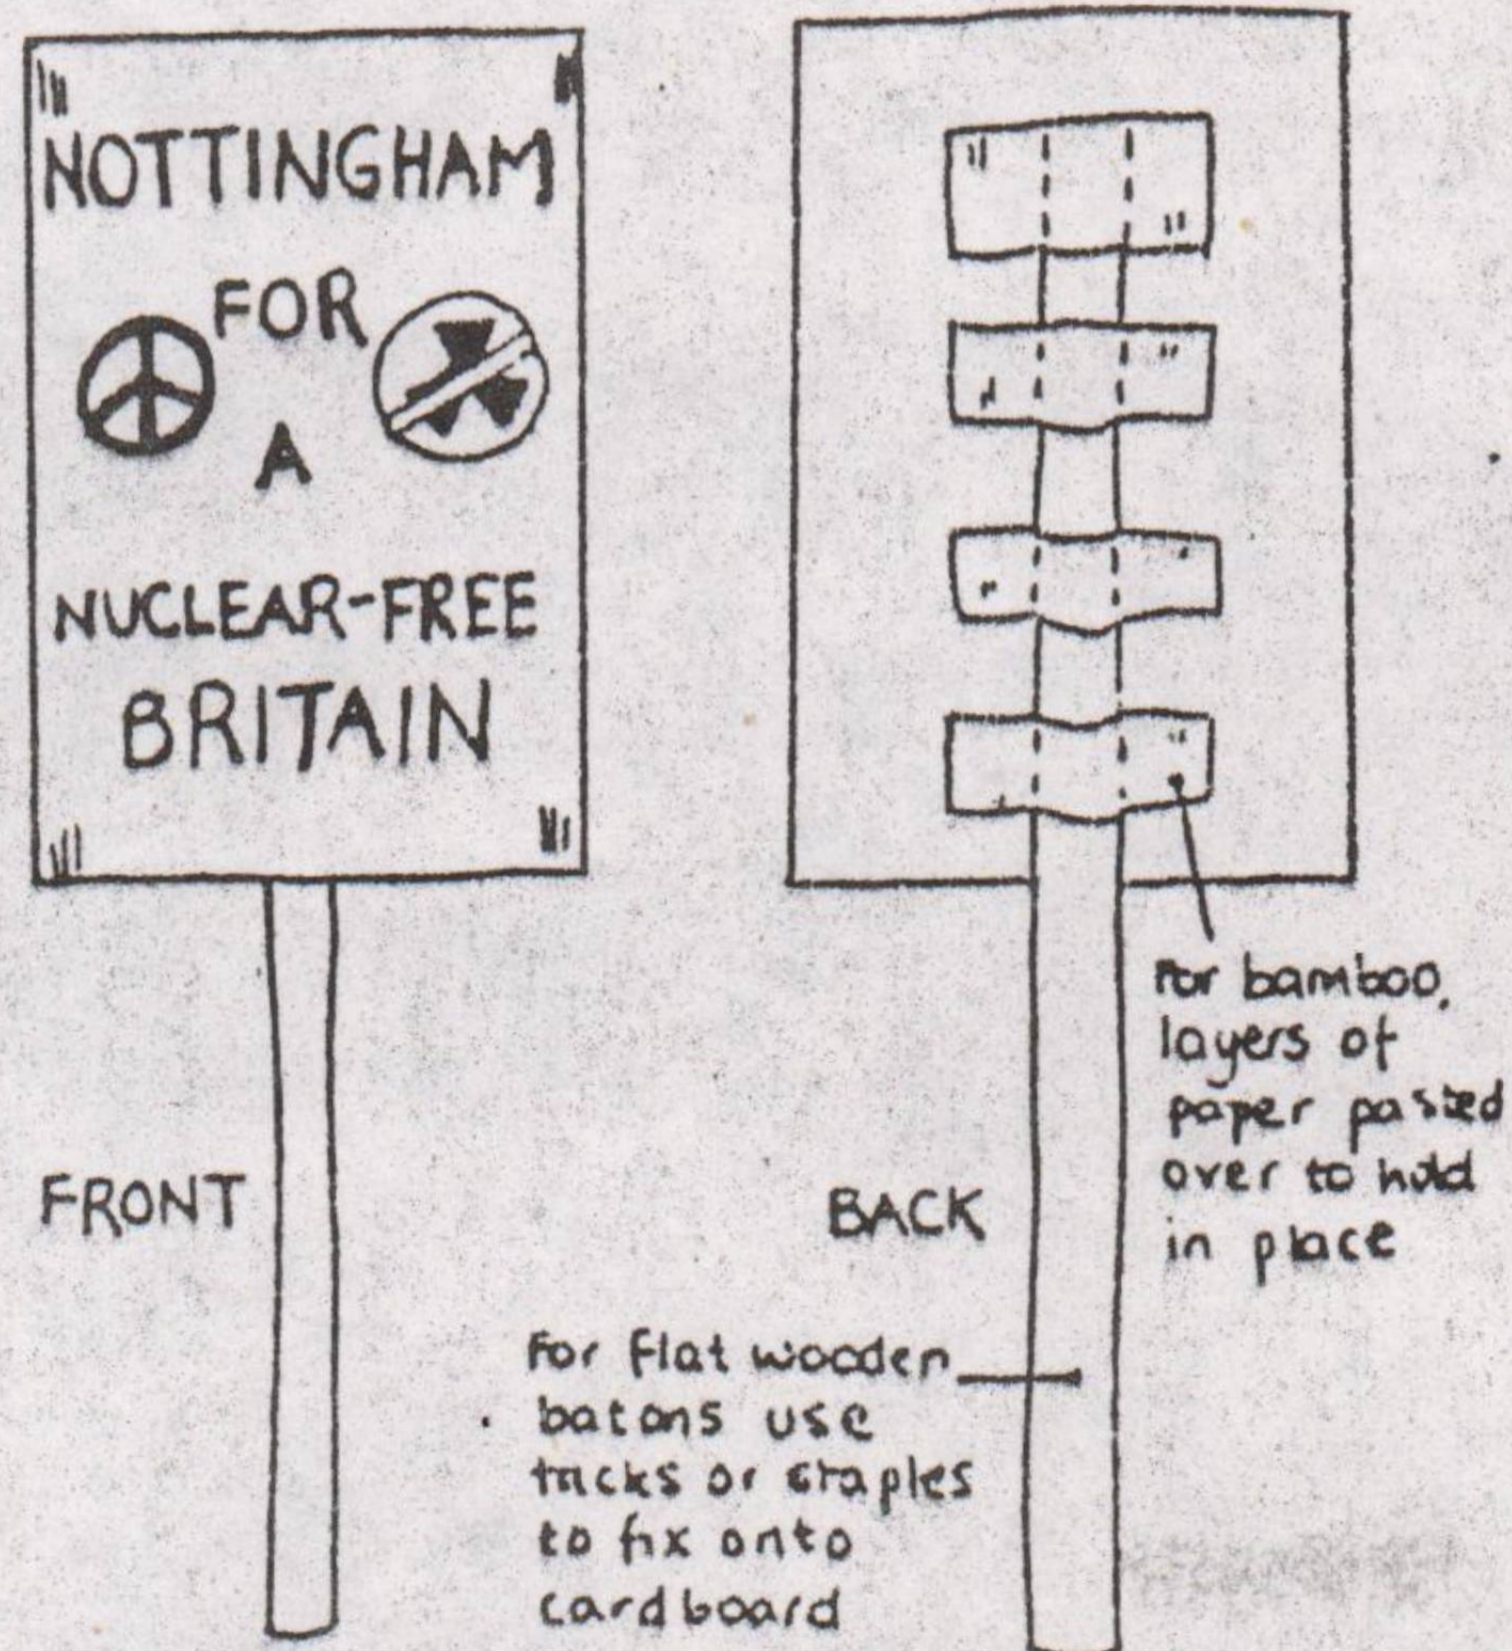 NOTTINGHAM
FOR
A
NUCLEAR-FREE
BRITAIN
FRONT
BACK
For bamboo,
layers of
paper pasted
over to hold
in place
For flat wooden
batons use
tacks or staples
to fix onto
cardboard